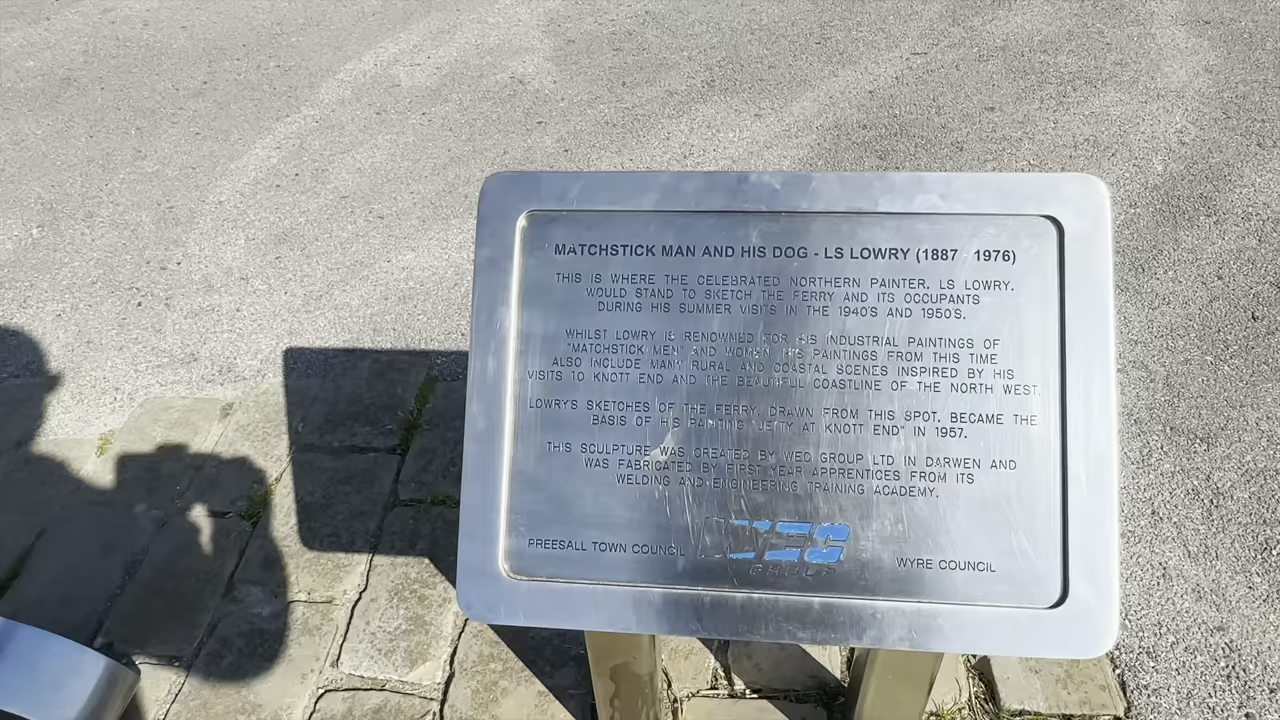 MATCHSTICK MAN AND HIS DOG - LS LOWRY (1887 - 1976)
THIS IS WHERE THE CELEBRATED NORTHERN PAINTER, LS LOWRY,
WOULD STAND TO SKETCH THE FERRY AND ITS OCCUPANTS
DURING HIS SUMMER VISITS IN THE 1940'S AND 1950'S.
WHILST LOWRY IS RENOWNED FOR HIS INDUSTRIAL PAINTINGS OF
"MATCHSTICK MEN" AND WOMEN, HIS PAINTINGS FROM THIS TIME
ALSO INCLUDE MANY RURAL AND COASTAL SCENES INSPIRED BY HIS
VISITS TO KNOTT END AND THE BEAUTIFUL COASTLINE OF THE NORTH WEST.
LOWRY'S SKETCHES OF THE FERRY, DRAWN FROM THIS SPOT, BECAME THE
BASIS OF HIS PAINTING "JETTY AT KNOTT END" IN 1957.
THIS SCULPTURE WAS CREATED BY WEC GROUP LTD IN DARWEN AND
WAS FABRICATED BY FIRST YEAR APPRENTICES FROM ITS
WELDING AND ENGINEERING TRAINING ACADEMY.
PREESALL TOWN COUNCIL
WEC
GROUP
WYRE COUNCIL